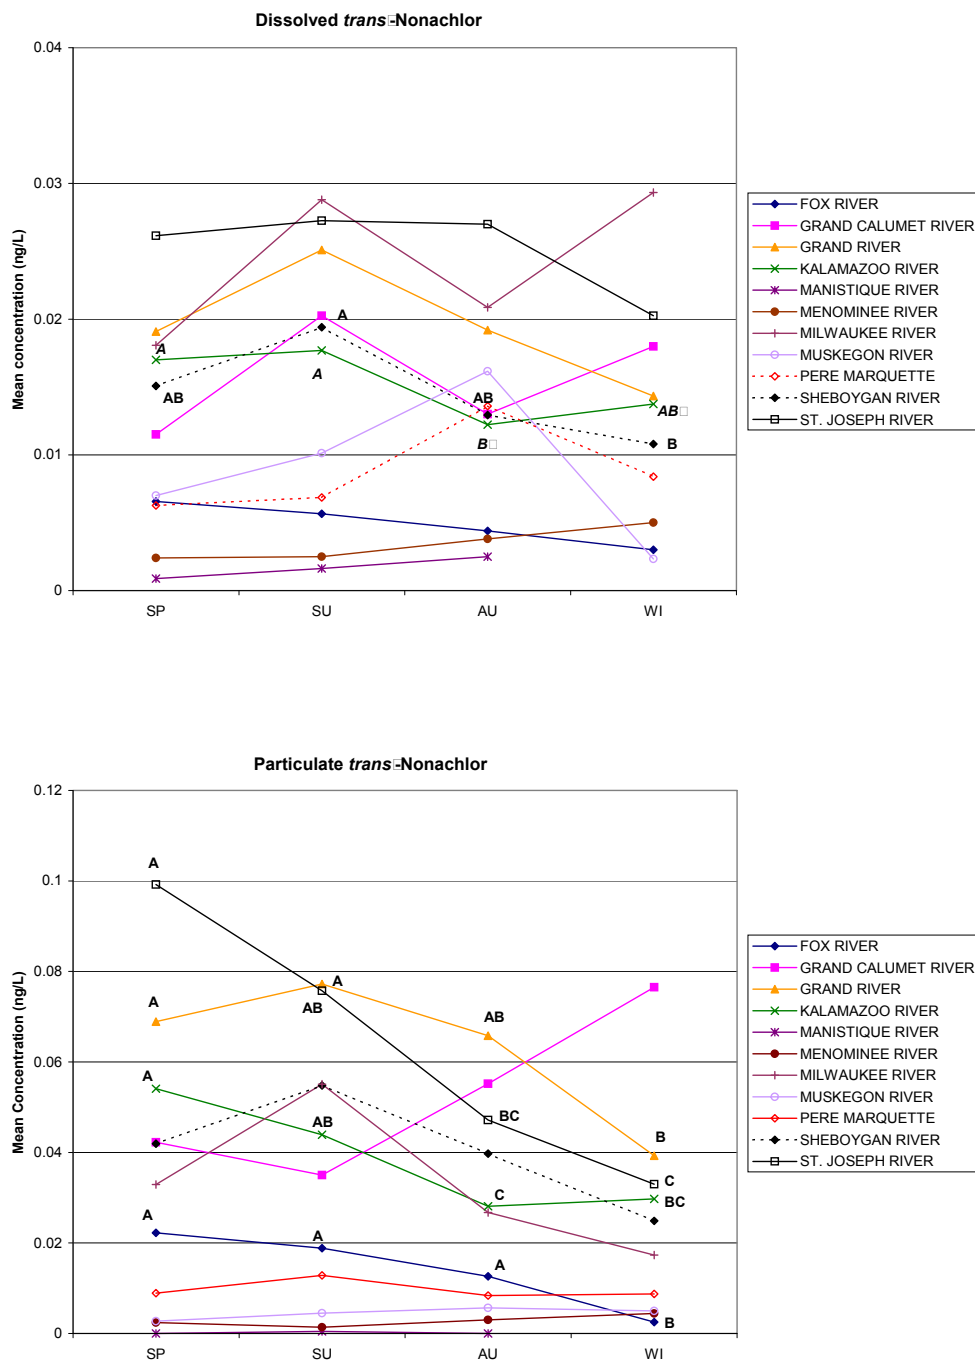 Dissolved trans-Nonachlor
0.04
0.03
0.02
0.01
0
Mean concentration (ng/L)
A
AB
A
A
AB
B
AB
B
SP SU AU WI
FOX RIVER
GRAND CALUMET RIVER
GRAND RIVER
KALAMAZOO RIVER
MANISTIQUE RIVER
MENOMINEE RIVER
MILWAUKEE RIVER
MUSKEGON RIVER
PERE MARQUETTE
SHEBOYGAN RIVER
ST. JOSEPH RIVER
Particulate trans-Nonachlor
0.12
0.1
0.08
0.06
0.04
0.02
0
Mean Concentration (ng/L)
A
A
A
A
A
AB
AB
A
AB
BC
C
A
B
C
BC
B
SP SU AU WI
FOX RIVER
GRAND CALUMET RIVER
GRAND RIVER
KALAMAZOO RIVER
MANISTIQUE RIVER
MENOMINEE RIVER
MILWAUKEE RIVER
MUSKEGON RIVER
PERE MARQUETTE
SHEBOYGAN RIVER
ST. JOSEPH RIVER